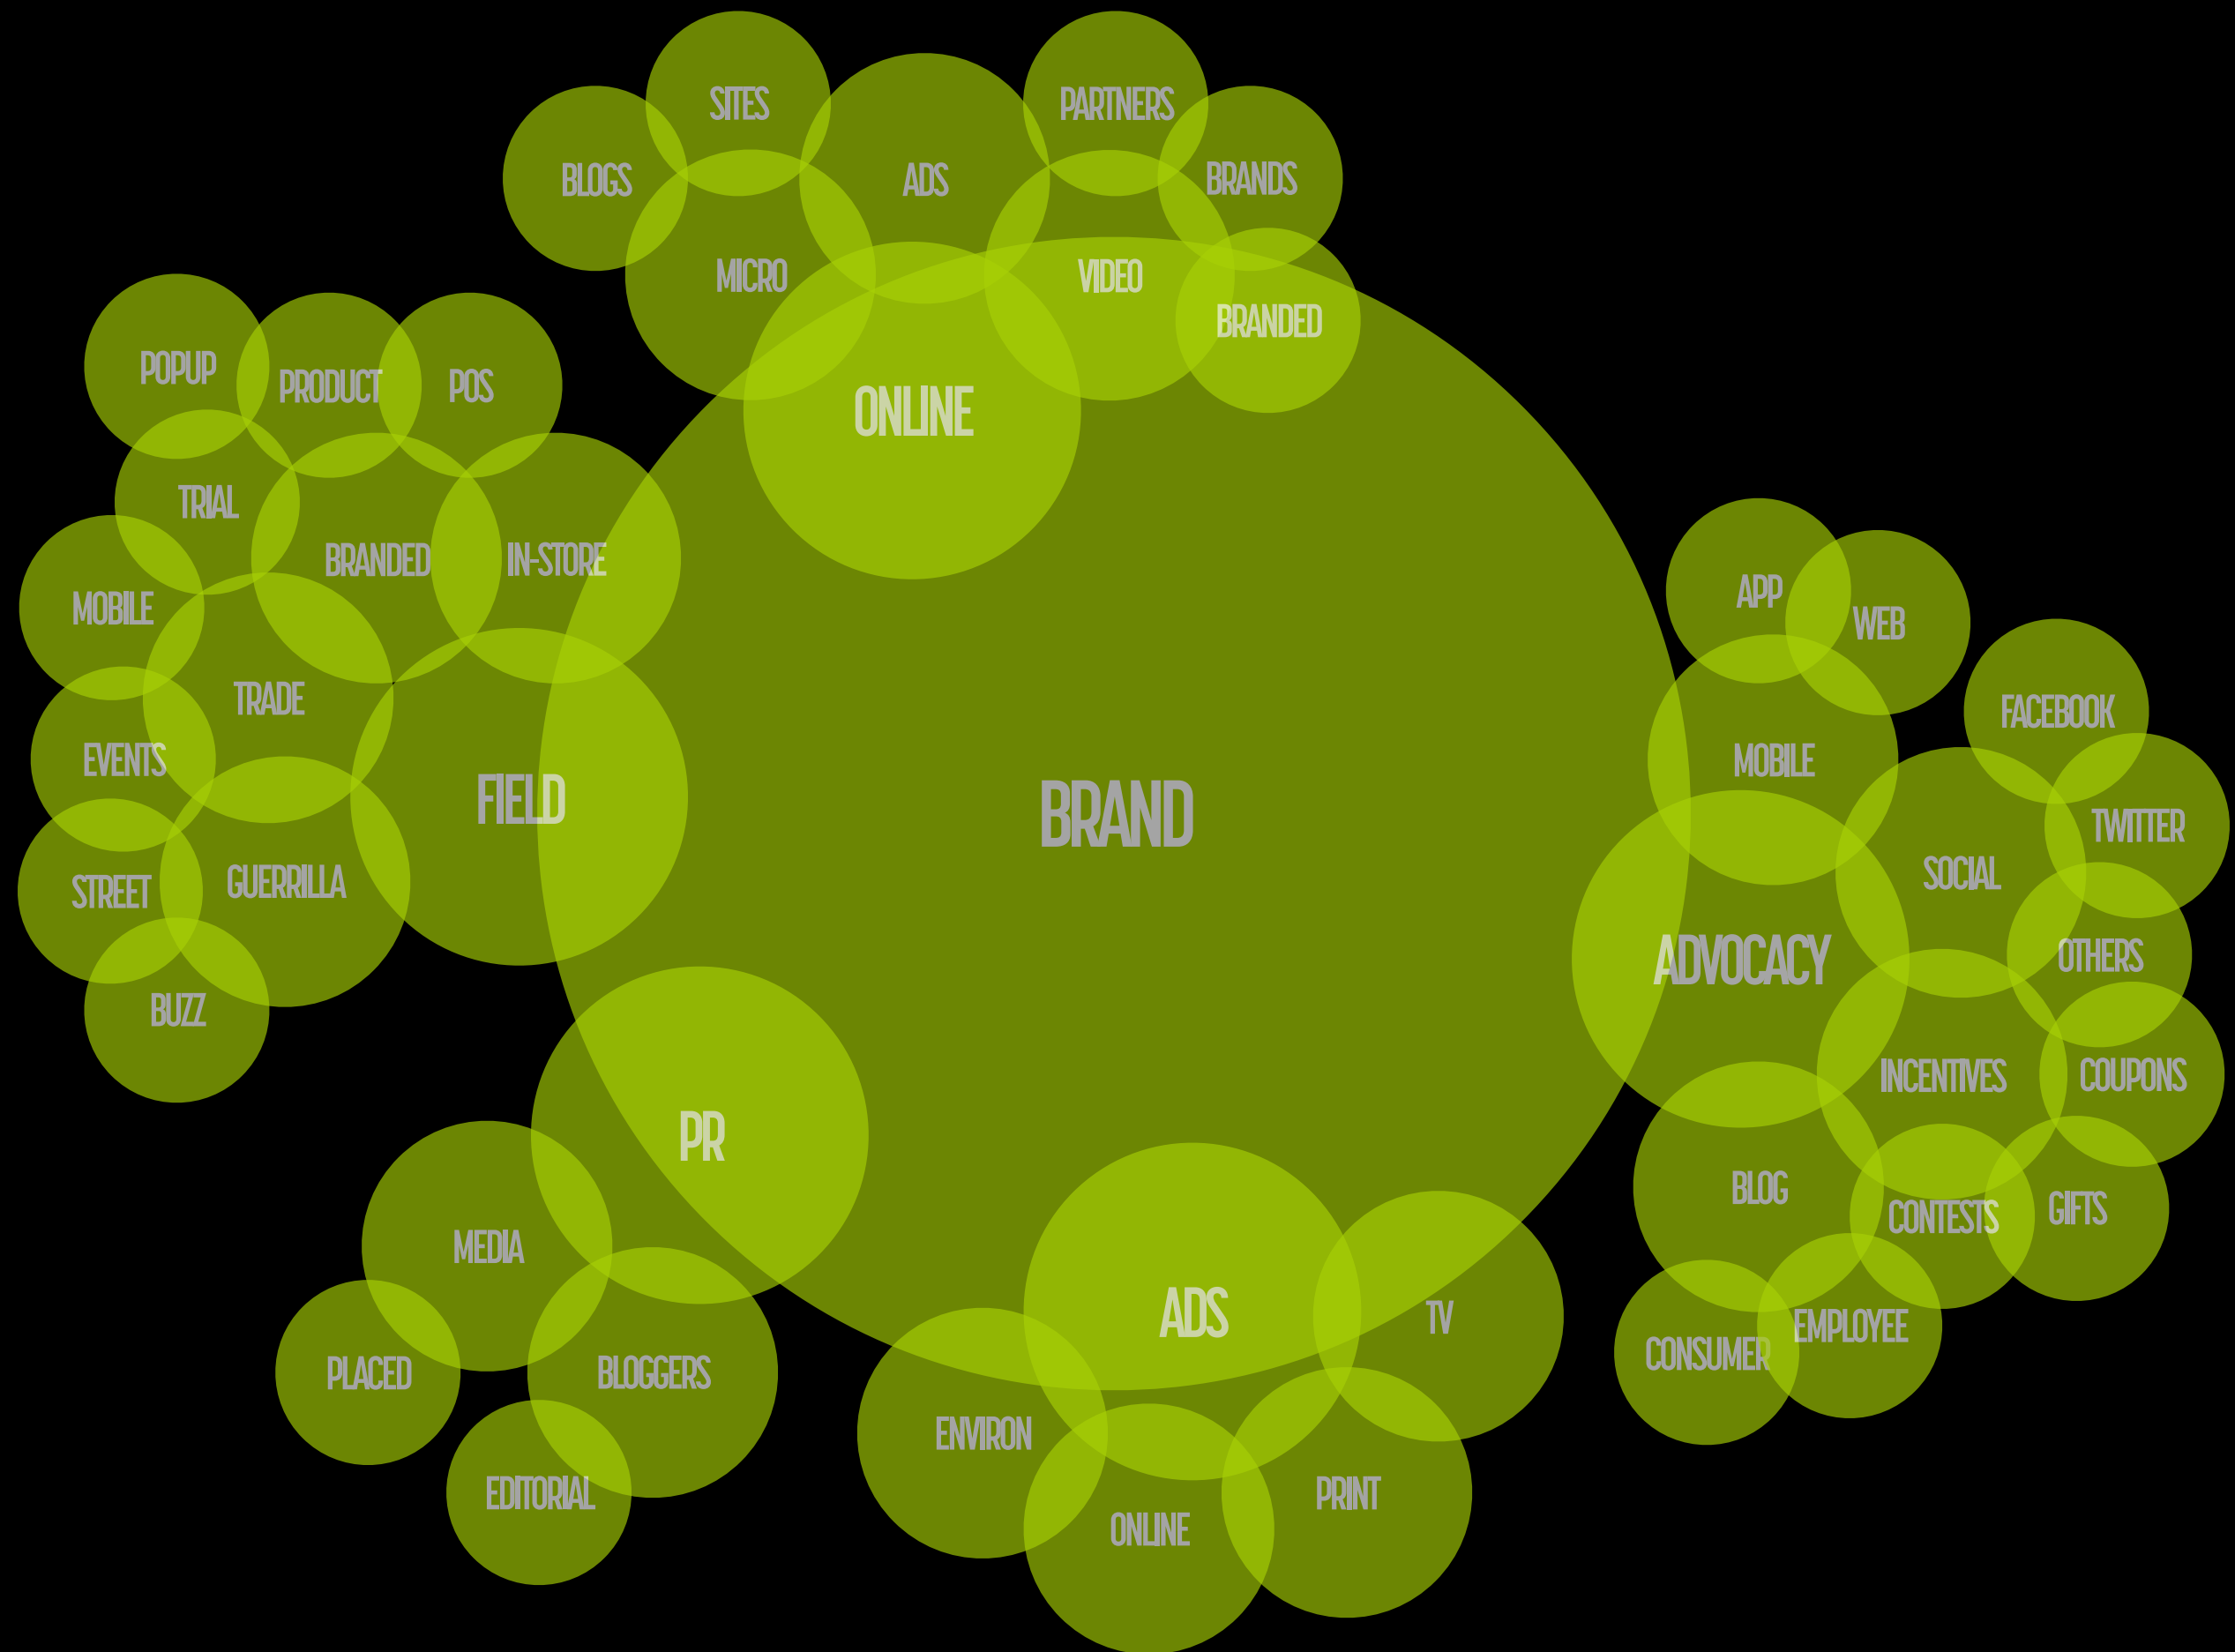 SITES
PARTNERS
BLOGS
ADS
BRANDS
MICRO
VIDEO
BRANDED
ONLINE
POPUP
PRODUCT
POS
TRIAL
BRANDED
IN-STORE
MOBILE
TRADE
EVENTS
FIELD
STREET
GUERRILLA
BUZZ
BRAND
APP
WEB
FACEBOOK
MOBILE
TWITTER
SOCIAL
ADVOCACY
OTHERS
INCENTIVES
COUPONS
BLOG
CONTESTS
GIFTS
CONSUMER
EMPLOYEE
PR
MEDIA
PLACED
BLOGGERS
EDITORIAL
ADS
TV
ENVIRON
PRINT
ONLINE